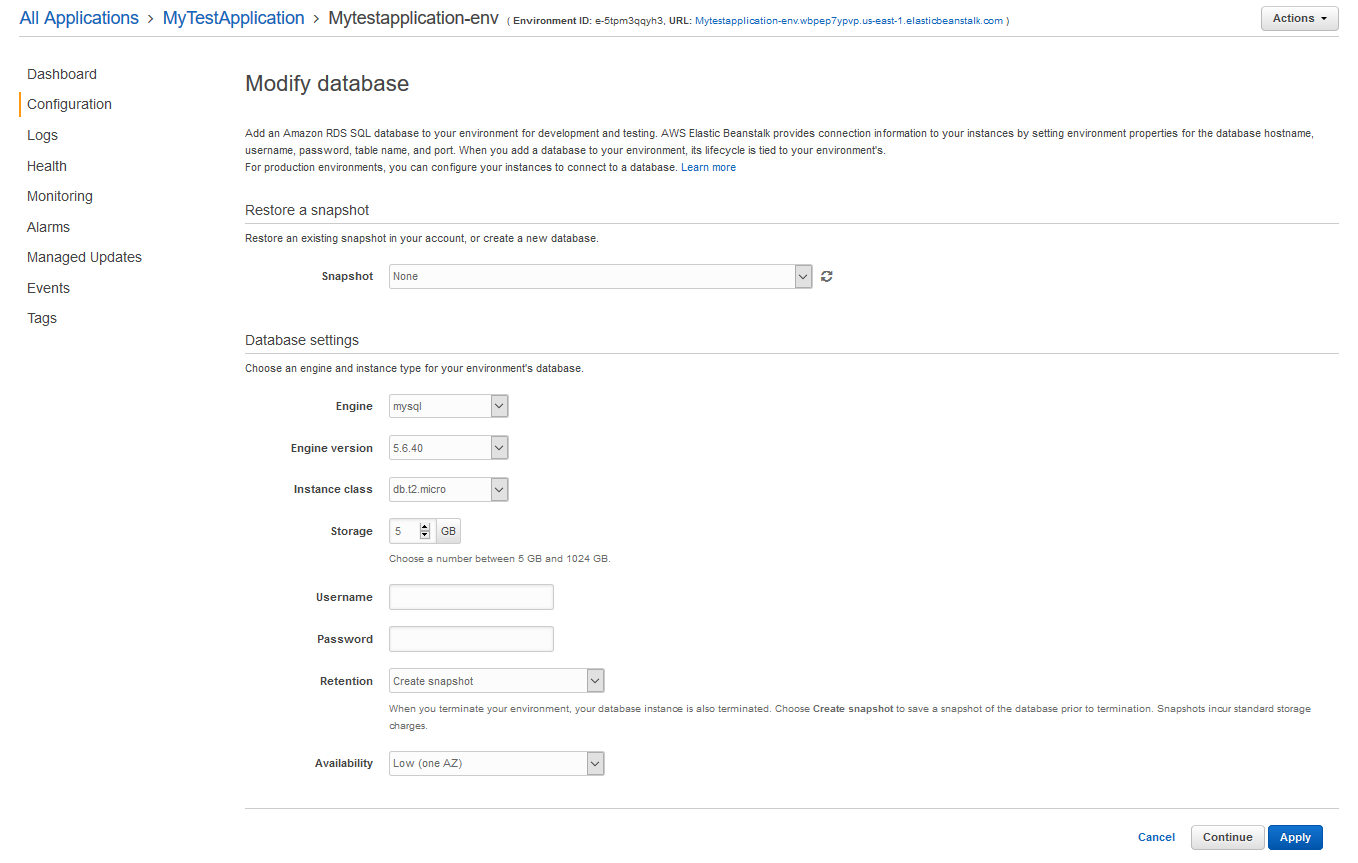 All Applications > MyTestApplication > Mytestapplication-env ( Environment ID: e-5tpm3qqyh3, URL: Mytestapplication-env.wbpep7ypvp.us-east-1.elasticbeanstalk.com )
Actions
Dashboard
Configuration
Logs
Health
Monitoring
Alarms
Managed Updates
Events
Tags
Modify database
Add an Amazon RDS SQL database to your environment for development and testing. AWS Elastic Beanstalk provides connection information to your instances by setting environment properties for the database hostname,
username, password, table name, and port. When you add a database to your environment, its lifecycle is tied to your environment's.
For production environments, you can configure your instances to connect to a database. Learn more
Restore a snapshot
Restore an existing snapshot in your account, or create a new database.
Snapshot None
Database settings
Choose an engine and instance type for your environment's database.
Engine mysql
Engine version 5.6.40
Instance class db.t2.micro
Storage 5 GB
Choose a number between 5 GB and 1024 GB.
Username
Password
Retention Create snapshot
When you terminate your environment, your database instance is also terminated. Choose Create snapshot to save a snapshot of the database prior to termination. Snapshots incur standard storage
charges.
Availability Low (one AZ)
Cancel Continue Apply